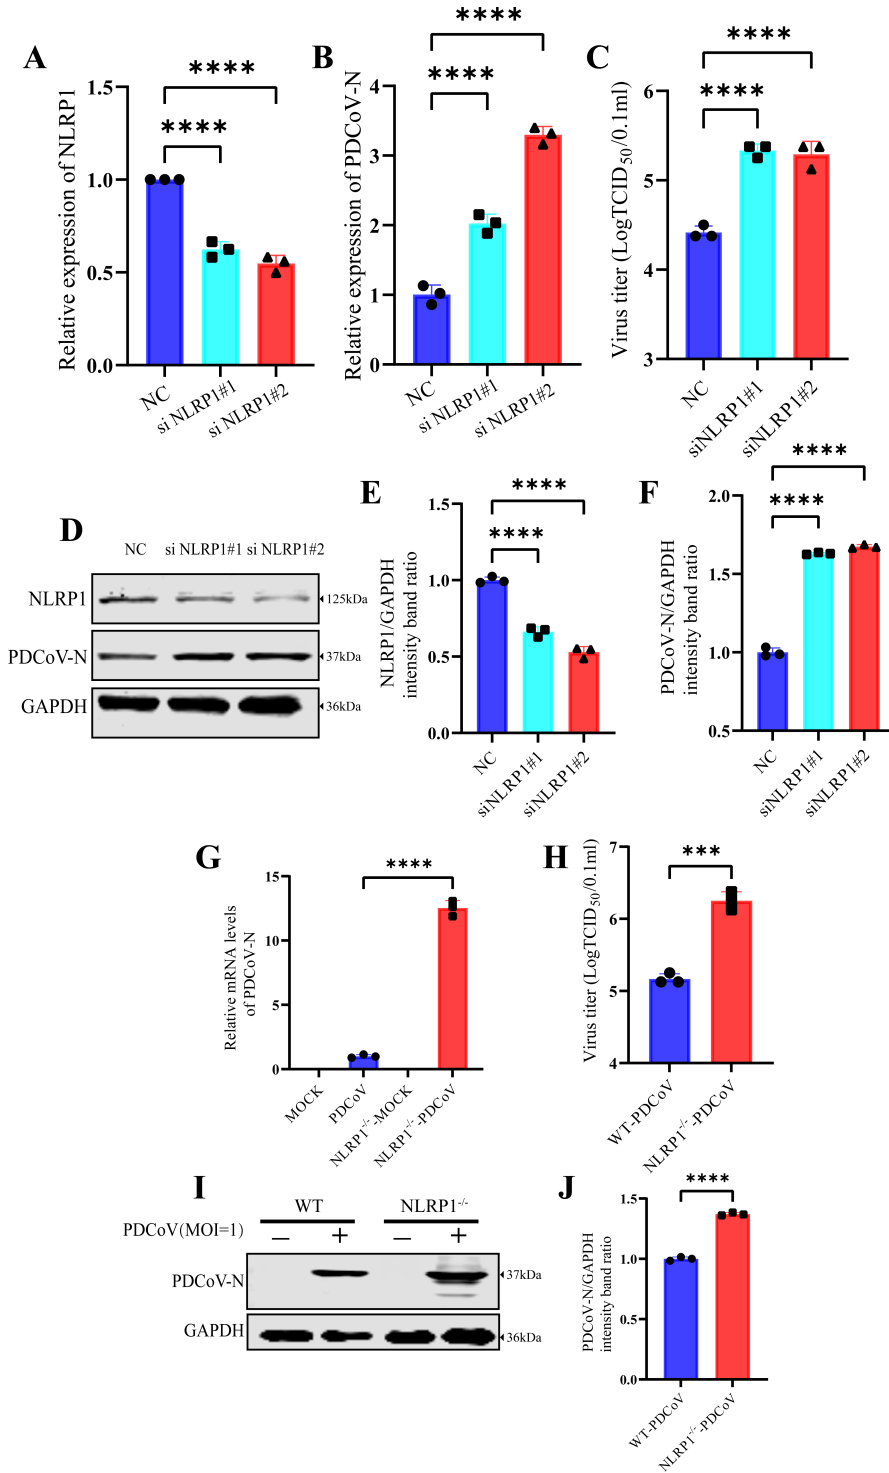 A
Relative expression of NLRP1
1.5
1.0
0.5
0.0
****
****
NC
si NLRP1#1
si NLRP1#2
B
Relative expression of PDCoV-N
4
3
2
1
0
****
****
NC
si NLRP1#1
si NLRP1#2
C
Virus titer (LogTCID50/0.1ml)
6
5
4
3
****
****
NC
siNLRP1#1
siNLRP1#2
D
NC si NLRP1#1 si NLRP1#2
NLRP1 125kDa
PDCoV-N 37kDa
GAPDH 36kDa
E
NLRP1/GAPDH
intensity band ratio
1.5
1.0
0.5
0.0
****
****
NC
siNLRP1#1
siNLRP1#2
F
PDCoV-N/GAPDH
intensity band ratio
2.0
1.5
1.0
0.5
****
****
NC
siNLRP1#1
siNLRP1#2
G
Relative mRNA levels
of PDCoV-N
15
10
5
0
****
MOCK
PDCoV
NLRP1-/--MOCK
NLRP1-/--PDCoV
H
Virus titer (LogTCID50/0.1ml)
7
6
5
4
***
WT-PDCoV
NLRP1-/--PDCoV
I
WT NLRP1-/-
PDCoV(MOI=1) − + − +
PDCoV-N 37kDa
GAPDH 36kDa
J
PDCoV-N/GAPDH
intensity band ratio
1.5
1.0
0.5
0.0
****
WT-PDCoV
NLRP1-/--PDCoV